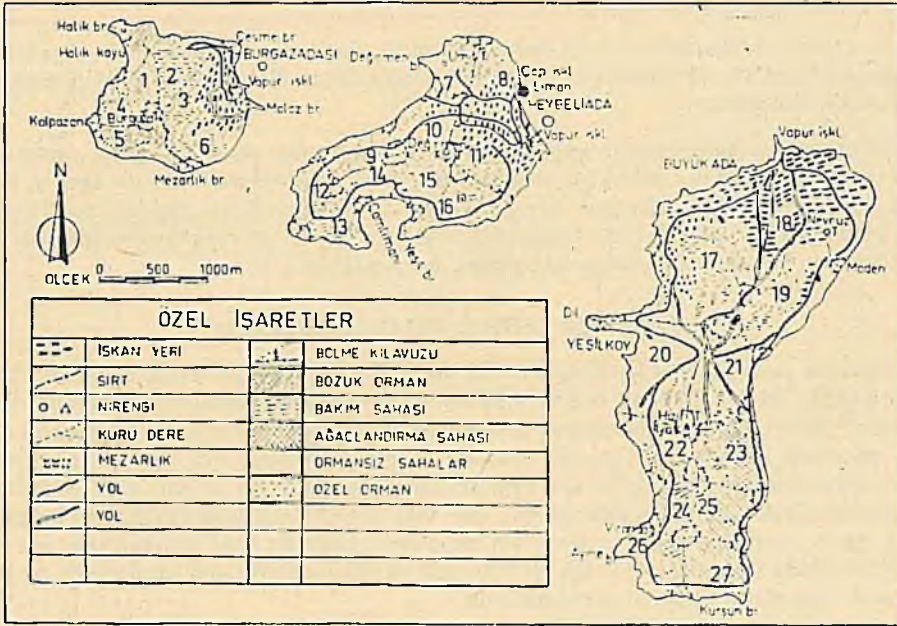 Halik br.
Halik koyu
1
2
3
4
5
6
Kalpazan
Mezarlık br.
BURGAZADASI
Vapur iskl.
Değirmen br.
7
8
Liman
HEYBELİADA
Vapur iskl.
9
10
11
12
13
14
15
16
Çamlimanı
N
ÖLÇEK 0 500 1000m
Vapur iskl.
BÜYÜK ADA
17
18
19
Maden
Dil
YEŞİLKÖY
20
21
22
23
24
25
26
27
Kurşun br.
ÖZEL İŞARETLER
İSKAN YERİ
BÖLME KILAVUZU
SIRT
BOZUK ORMAN
NİRENGİ
BAKIM SAHASI
KURU DERE
AĞAÇLANDIRMA SAHASI
MEZARLIK
ORMANSIZ SAHALAR
YOL
ÖZEL ORMAN
YOL